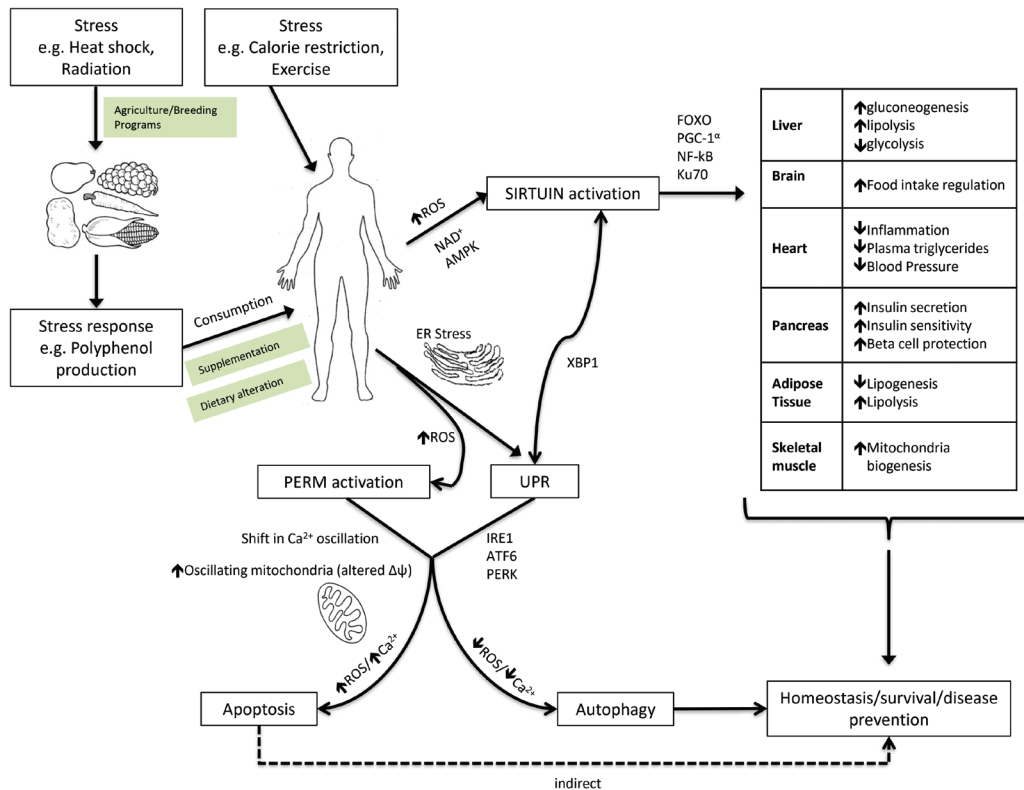 Stress
e.g. Heat shock,
Radiation
Stress
e.g. Calorie restriction,
Exercise
Agriculture/Breeding
Programs
Stress response
e.g. Polyphenol
production
Consumption
Supplementation
Dietary alteration
↑ROS
NAD⁺
AMPK
SIRTUIN activation
FOXO
PGC-1ᵅ
NF-kB
Ku70
Liver
↑gluconeogenesis
↑lipolysis
↓glycolysis
Brain
↑Food intake regulation
Heart
↓Inflammation
↓Plasma triglycerides
↓Blood Pressure
Pancreas
↑Insulin secretion
↑Insulin sensitivity
↑Beta cell protection
Adipose
Tissue
↓Lipogenesis
↑Lipolysis
Skeletal
muscle
↑Mitochondria
biogenesis
ER Stress
XBP1
↑ROS
PERM activation
UPR
Shift in Ca²⁺ oscillation
↑Oscillating mitochondria (altered Δψ)
IRE1
ATF6
PERK
↑ROS/↑Ca²⁺
↓ROS/↓Ca²⁺
Apoptosis
Autophagy
Homeostasis/survival/disease
prevention
indirect